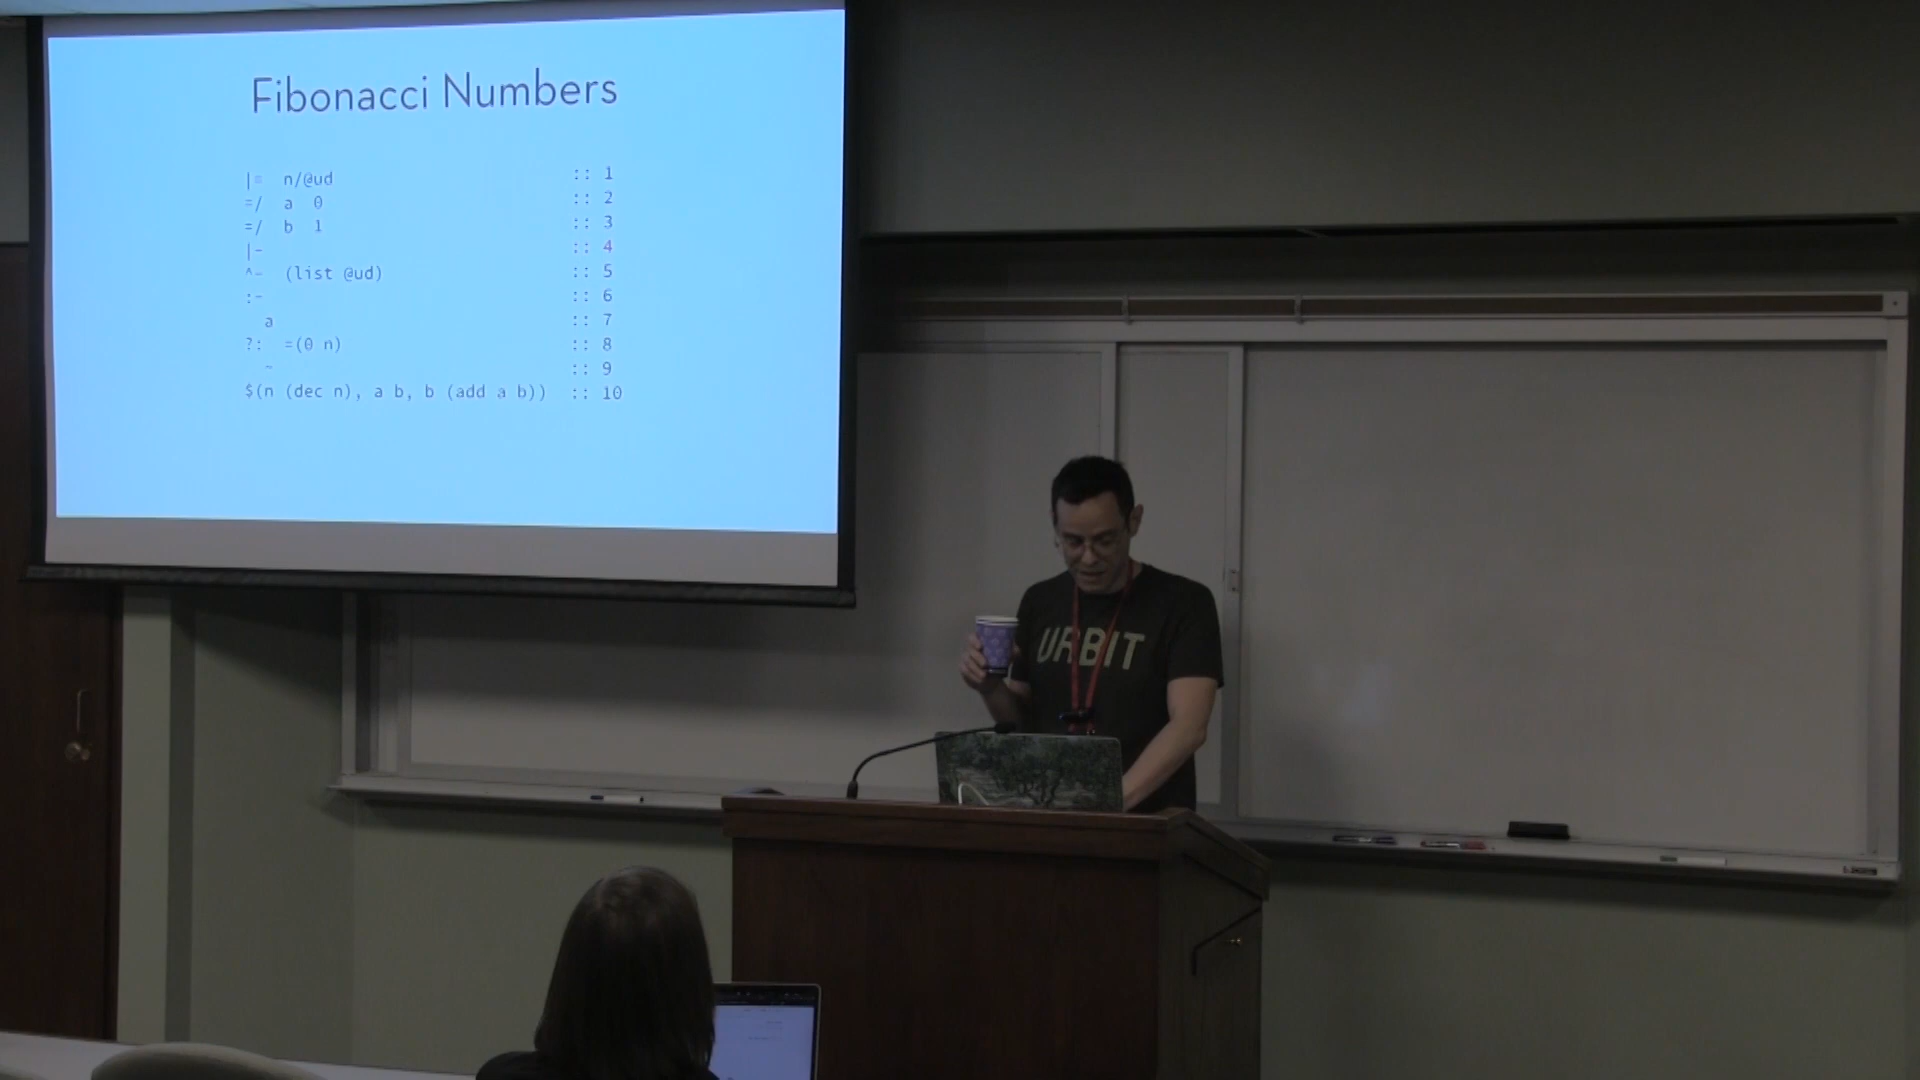 Fibonacci Numbers
|= n/@ud :: 1
=/ a 0 :: 2
=/ b 1 :: 3
|- :: 4
^- (list @ud) :: 5
:- :: 6
a :: 7
?: =(0 n) :: 8
~ :: 9
$(n (dec n), a b, b (add a b)) :: 10
URBIT